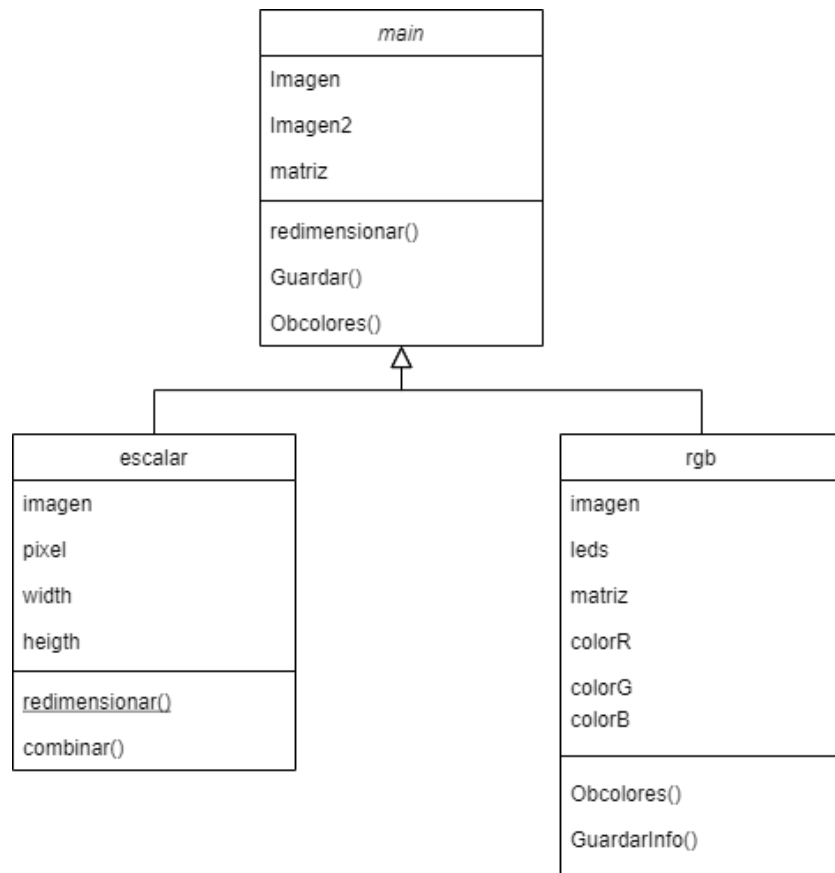 main
Imagen
Imagen2
matriz
redimensionar()
Guardar()
Obcolores()
escalar
imagen
pixel
width
heigth
redimensionar()
combinar()
rgb
imagen
leds
matriz
colorR
colorG
colorB
Obcolores()
GuardarInfo()